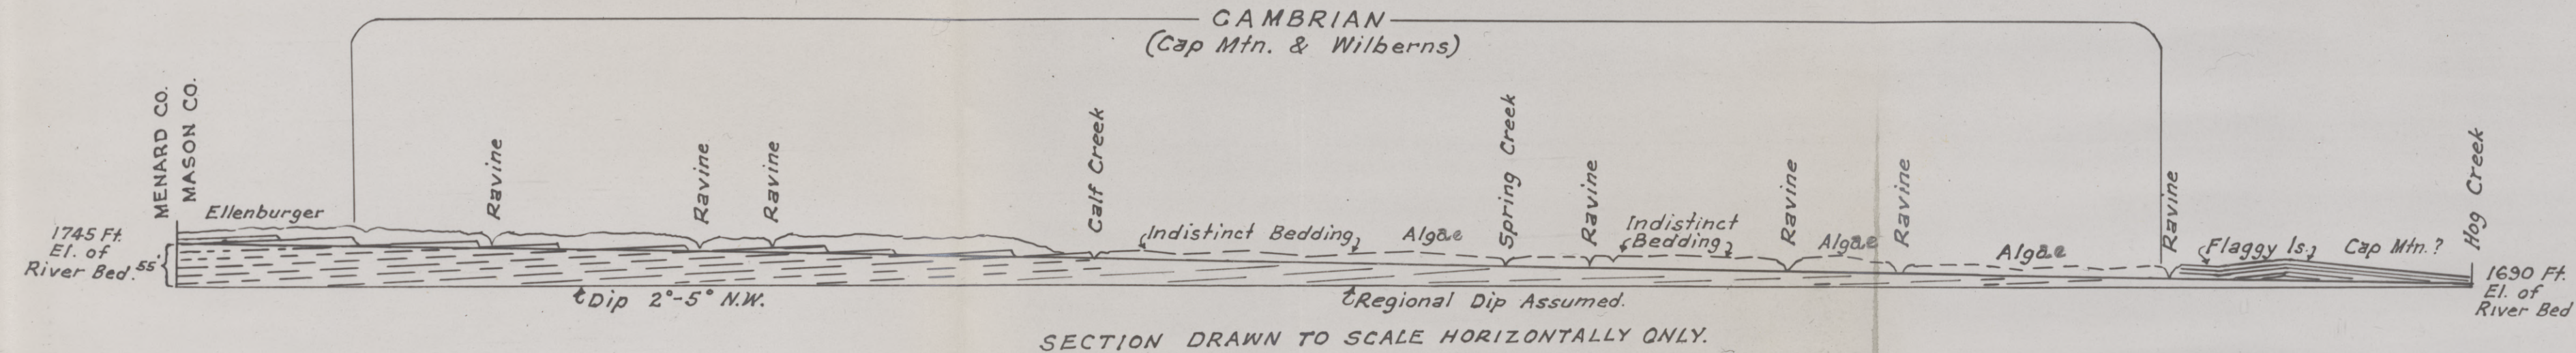 CAMBRIAN
(Cap Mtn. & Wilberns)
MENARD CO.
MASON CO.
Ellenburger
Ravine
Ravine
Ravine
Calf Creek
Indistinct Bedding
Algae
Spring Creek
Ravine
Indistinct
Bedding
Ravine
Algae
Ravine
Algae
Ravine
Flaggy ls.
Cap Mtn.?
Hog Creek
1745 Ft.
El. of
River Bed.
55'
Dip 2°-5° N.W.
Regional Dip Assumed.
1690 Ft.
El. of
River Bed
SECTION DRAWN TO SCALE HORIZONTALLY ONLY.